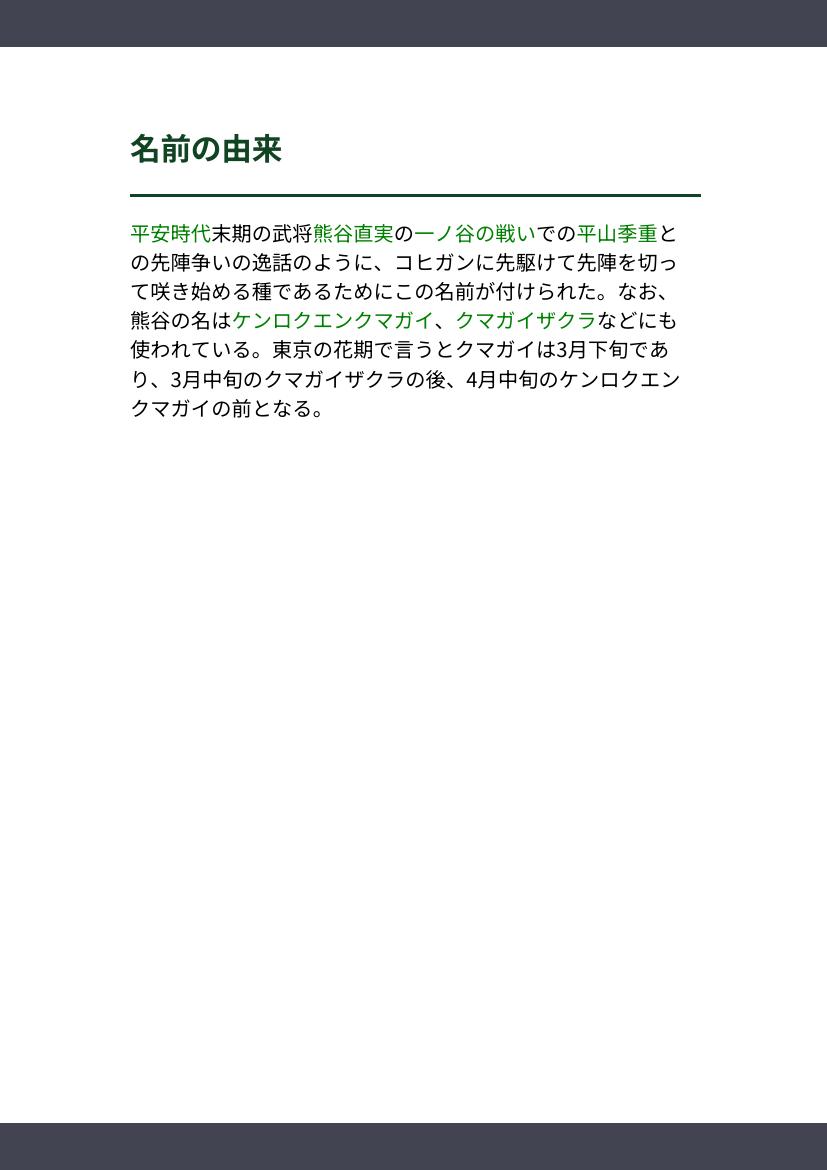 名前の由来
平安時代末期の武将熊谷直実の一ノ谷の戦いでの平山季重と
の先陣争いの逸話のように、コヒガンに先駆けて先陣を切っ
て咲き始める種であるためにこの名前が付けられた。なお、
熊谷の名はケンロクエンクマガイ、クマガイザクラなどにも
使われている。東京の花期で言うとクマガイは3月下旬であ
り、3月中旬のクマガイザクラの後、4月中旬のケンロクエン
クマガイの前となる。